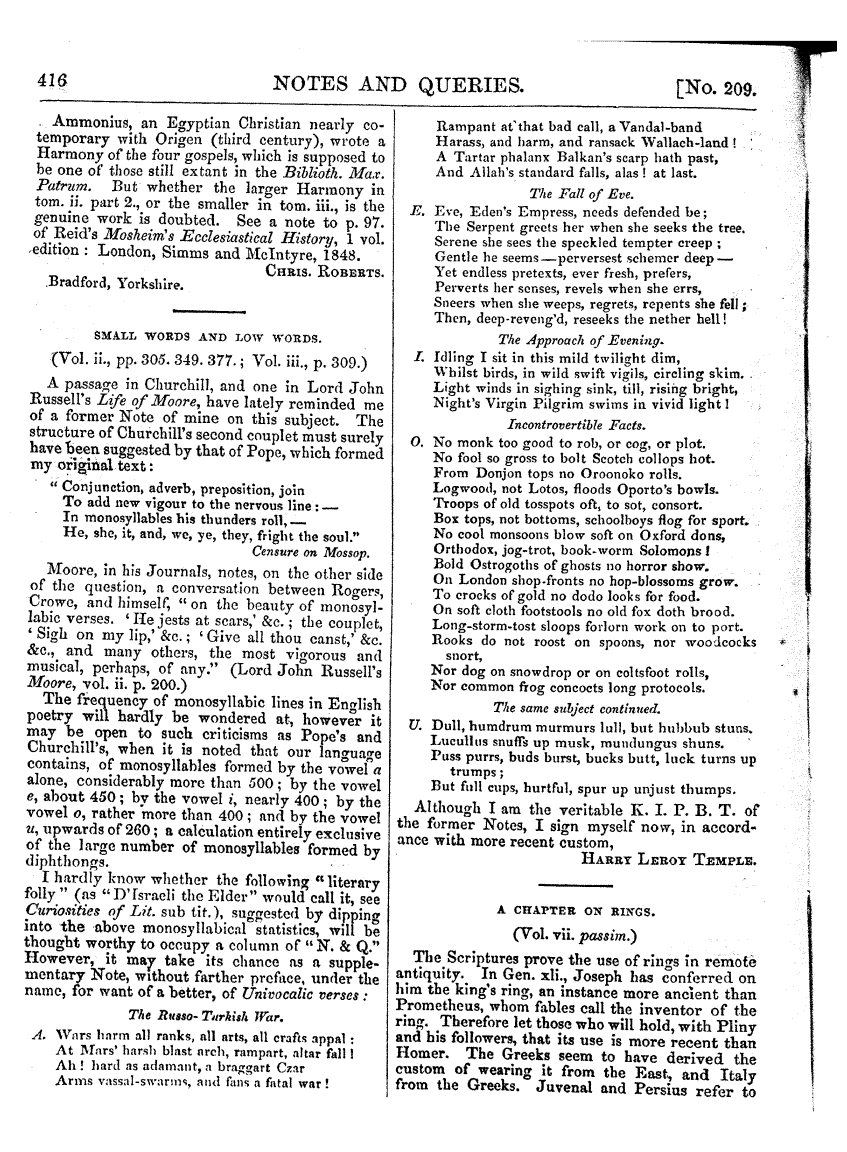 416 NOTES AND QUERIES. [No. 209.
Ammonius, an Egyptian Christian nearly co-
temporary with Origen (third century), wrote a
Harmony of the four gospels, which is supposed to
be one of those still extant in the Biblioth. Max.
Patrum. But whether the larger Harmony in
tom. ii. part 2., or the smaller in tom. iii., is the
genuine work is doubted. See a note to p. 97.
of Reid's Mosheim's Ecclesiastical History, 1 vol.
edition: London, Simms and McIntyre, 1848.
CHRIS. ROBERTS.
Bradford, Yorkshire.
SMALL WORDS AND LOW WORDS.
(Vol. ii., pp. 305. 349. 377.; Vol. iii., p. 309.)
A passage in Churchill, and one in Lord John
Russell's Life of Moore, have lately reminded me
of a former Note of mine on this subject. The
structure of Churchill's second couplet must surely
have been suggested by that of Pope, which formed
my original text:
"Conjunction, adverb, preposition, join
To add new vigour to the nervous line:—
In monosyllables his thunders roll,—
He, she, it, and, we, ye, they, fright the soul."
Censure on Mossop.
Moore, in his Journals, notes, on the other side
of the question, a conversation between Rogers,
Crowe, and himself, "on the beauty of monosyl-
labic verses. 'He jests at scars,' &c.; the couplet,
'Sigh on my lip,' &c.; 'Give all thou canst,' &c.
&c., and many others, the most vigorous and
musical, perhaps, of any." (Lord John Russell's
Moore, vol. ii. p. 200.)
The frequency of monosyllabic lines in English
poetry will hardly be wondered at, however it
may be open to such criticisms as Pope's and
Churchill's, when it is noted that our language
contains, of monosyllables formed by the vowel a
alone, considerably more than 500; by the vowel
e, about 450; by the vowel i, nearly 400; by the
vowel o, rather more than 400; and by the vowel
u, upwards of 260; a calculation entirely exclusive
of the large number of monosyllables formed by
diphthongs.
I hardly know whether the following "literary
folly" (as "D'Israeli the Elder" would call it, see
Curiosities of Lit. sub tit.), suggested by dipping
into the above monosyllabical statistics, will be
thought worthy to occupy a column of "N. & Q."
However, it may take its chance as a supple-
mentary Note, without farther preface, under the
name, for want of a better, of Univocalic verses:
The Russo-Turkish War.
A. Wars harm all ranks, all arts, all crafts appal:
At Mars' harsh blast arch, rampart, altar fall!
Ah! hard as adamant, a braggart Czar
Arms vassal-swarms, and fans a fatal war!
Rampant at that bad call, a Vandal-band
Harass, and harm, and ransack Wallach-land!
A Tartar phalanx Balkan's scarp hath past,
And Allah's standard falls, alas! at last.
The Fall of Eve.
E. Eve, Eden's Empress, needs defended be;
The Serpent greets her when she seeks the tree.
Serene she sees the speckled tempter creep;
Gentle he seems—perversest schemer deep—
Yet endless pretexts, ever fresh, prefers,
Perverts her senses, revels when she errs,
Sneers when she weeps, regrets, repents she fell;
Then, deep-reveng'd, reseeks the nether hell!
The Approach of Evening.
I. Idling I sit in this mild twilight dim,
Whilst birds, in wild swift vigils, circling skim.
Light winds in sighing sink, till, rising bright,
Night's Virgin Pilgrim swims in vivid light!
Incontrovertible Facts.
O. No monk too good to rob, or cog, or plot.
No fool so gross to bolt Scotch collops hot.
From Donjon tops no Oroonoko rolls.
Logwood, not Lotos, floods Oporto's bowls.
Troops of old tosspots oft, to sot, consort.
Box tops, not bottoms, schoolboys flog for sport.
No cool monsoons blow soft on Oxford dons,
Orthodox, jog-trot, book-worm Solomons!
Bold Ostrogoths of ghosts no horror show.
On London shop-fronts no hop-blossoms grow.
To crocks of gold no dodo looks for food.
On soft cloth footstools no old fox doth brood.
Long-storm-tost sloops forlorn work on to port.
Rooks do not roost on spoons, nor woodcocks
snort,
Nor dog on snowdrop or on coltsfoot rolls,
Nor common frog concocts long protocols.
The same subject continued.
U. Dull, humdrum murmurs lull, but hubbub stuns.
Lucullus snuffs up musk, mundungus shuns.
Puss purrs, buds burst, bucks butt, luck turns up
trumps;
But full cups, hurtful, spur up unjust thumps.
Although I am the veritable K. I. P. B. T. of
the former Notes, I sign myself now, in accord-
ance with more recent custom,
HARRY LEROY TEMPLE.
A CHAPTER ON RINGS.
(Vol. vii. passim.)
The Scriptures prove the use of rings in remote
antiquity. In Gen. xli., Joseph has conferred on
him the king's ring, an instance more ancient than
Prometheus, whom fables call the inventor of the
ring. Therefore let those who will hold, with Pliny
and his followers, that its use is more recent than
Homer. The Greeks seem to have derived the
custom of wearing it from the East, and Italy
from the Greeks. Juvenal and Persius refer to